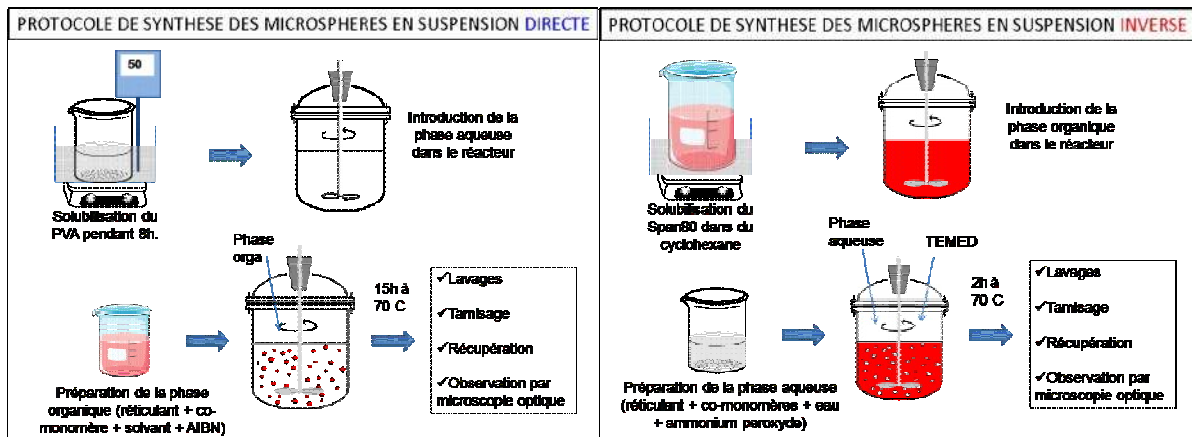 PROTOCOLE DE SYNTHESE DES MICROSPHERES EN SUSPENSION DIRECTE
50
Solubilisation du
PVA pendant 8h.
Introduction de la
phase aqueuse
dans le réacteur
Phase
orga
15h à
70 C
Préparation de la phase
organique (réticulant + co-
monomère + solvant + AIBN)
✓Lavages
✓Tamisage
✓Récupération
✓Observation par
microscopie optique
PROTOCOLE DE SYNTHESE DES MICROSPHERES EN SUSPENSION INVERSE
Solubilisation du
Span80 dans du
cyclohexane
Introduction de la
phase organique
dans le réacteur
Phase
aqueuse
TEMED
2h à
70 C
Préparation de la phase aqueuse
(réticulant + co-monomères + eau
+ ammonium peroxyde)
✓Lavages
✓Tamisage
✓Récupération
✓Observation par
microscopie optique